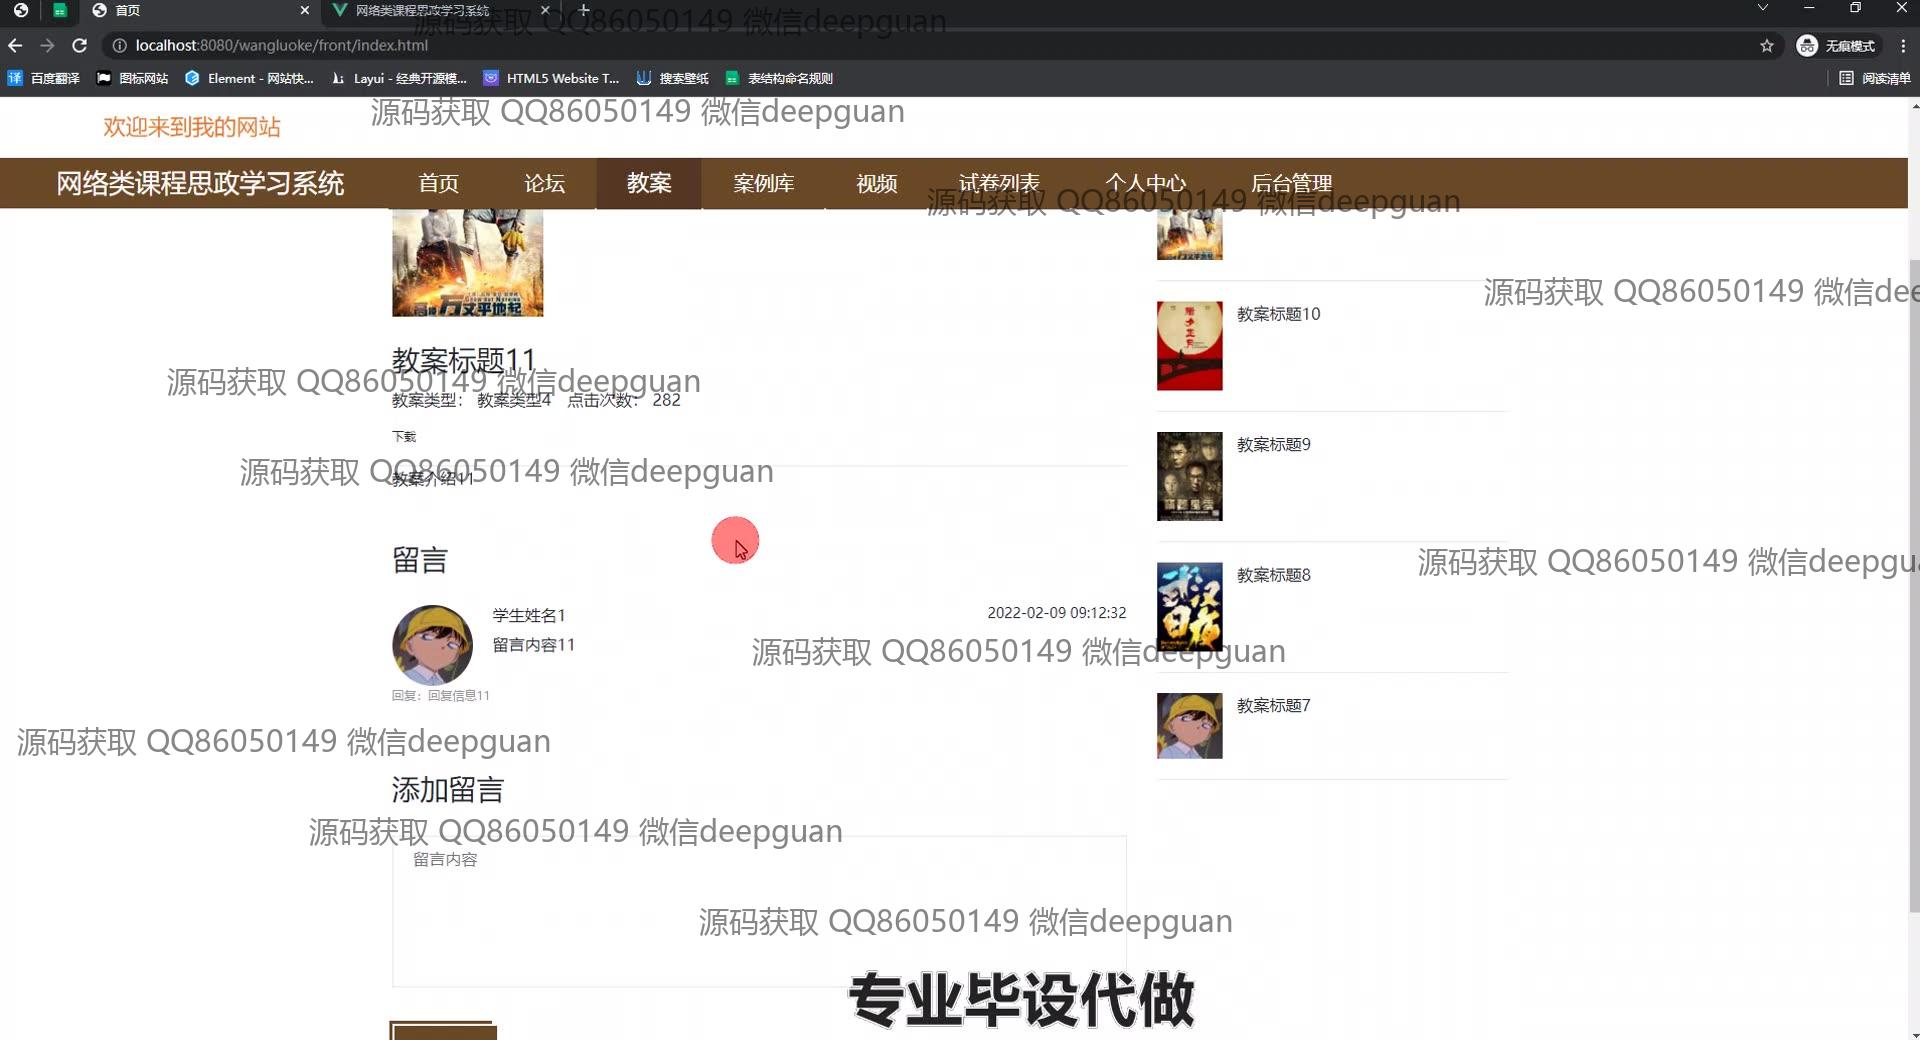 首页
网络类课程思政学习系统
源码获取 QQ86050149 微信deepguan
localhost:8080/wangluoke/front/index.html
无痕模式
百度翻译
图标网站
Element - 网站快...
Layui - 经典开源模...
HTML5 Website T...
搜索壁纸
表结构命名规则
阅读清单
源码获取 QQ86050149 微信deepguan
欢迎来到我的网站
网络类课程思政学习系统
首页
论坛
教案
案例库
视频
试卷列表
个人中心
后台管理
源码获取 QQ86050149 微信deepguan
万丈平地起
源码获取 QQ86050149 微信dee
教案标题10
教案标题11
源码获取 QQ86050149 微信deepguan
教案类型： 教案类型4 点击次数： 282
下载
教案标题9
源码获取 QQ86050149 微信deepguan
教案介绍11
留言
源码获取 QQ86050149 微信deepgu
教案标题8
武汉日夜
学生姓名1
2022-02-09 09:12:32
留言内容11
源码获取 QQ86050149 微信deepguan
回复：回复信息11
教案标题7
源码获取 QQ86050149 微信deepguan
添加留言
源码获取 QQ86050149 微信deepguan
留言内容
源码获取 QQ86050149 微信deepguan
专业毕设代做